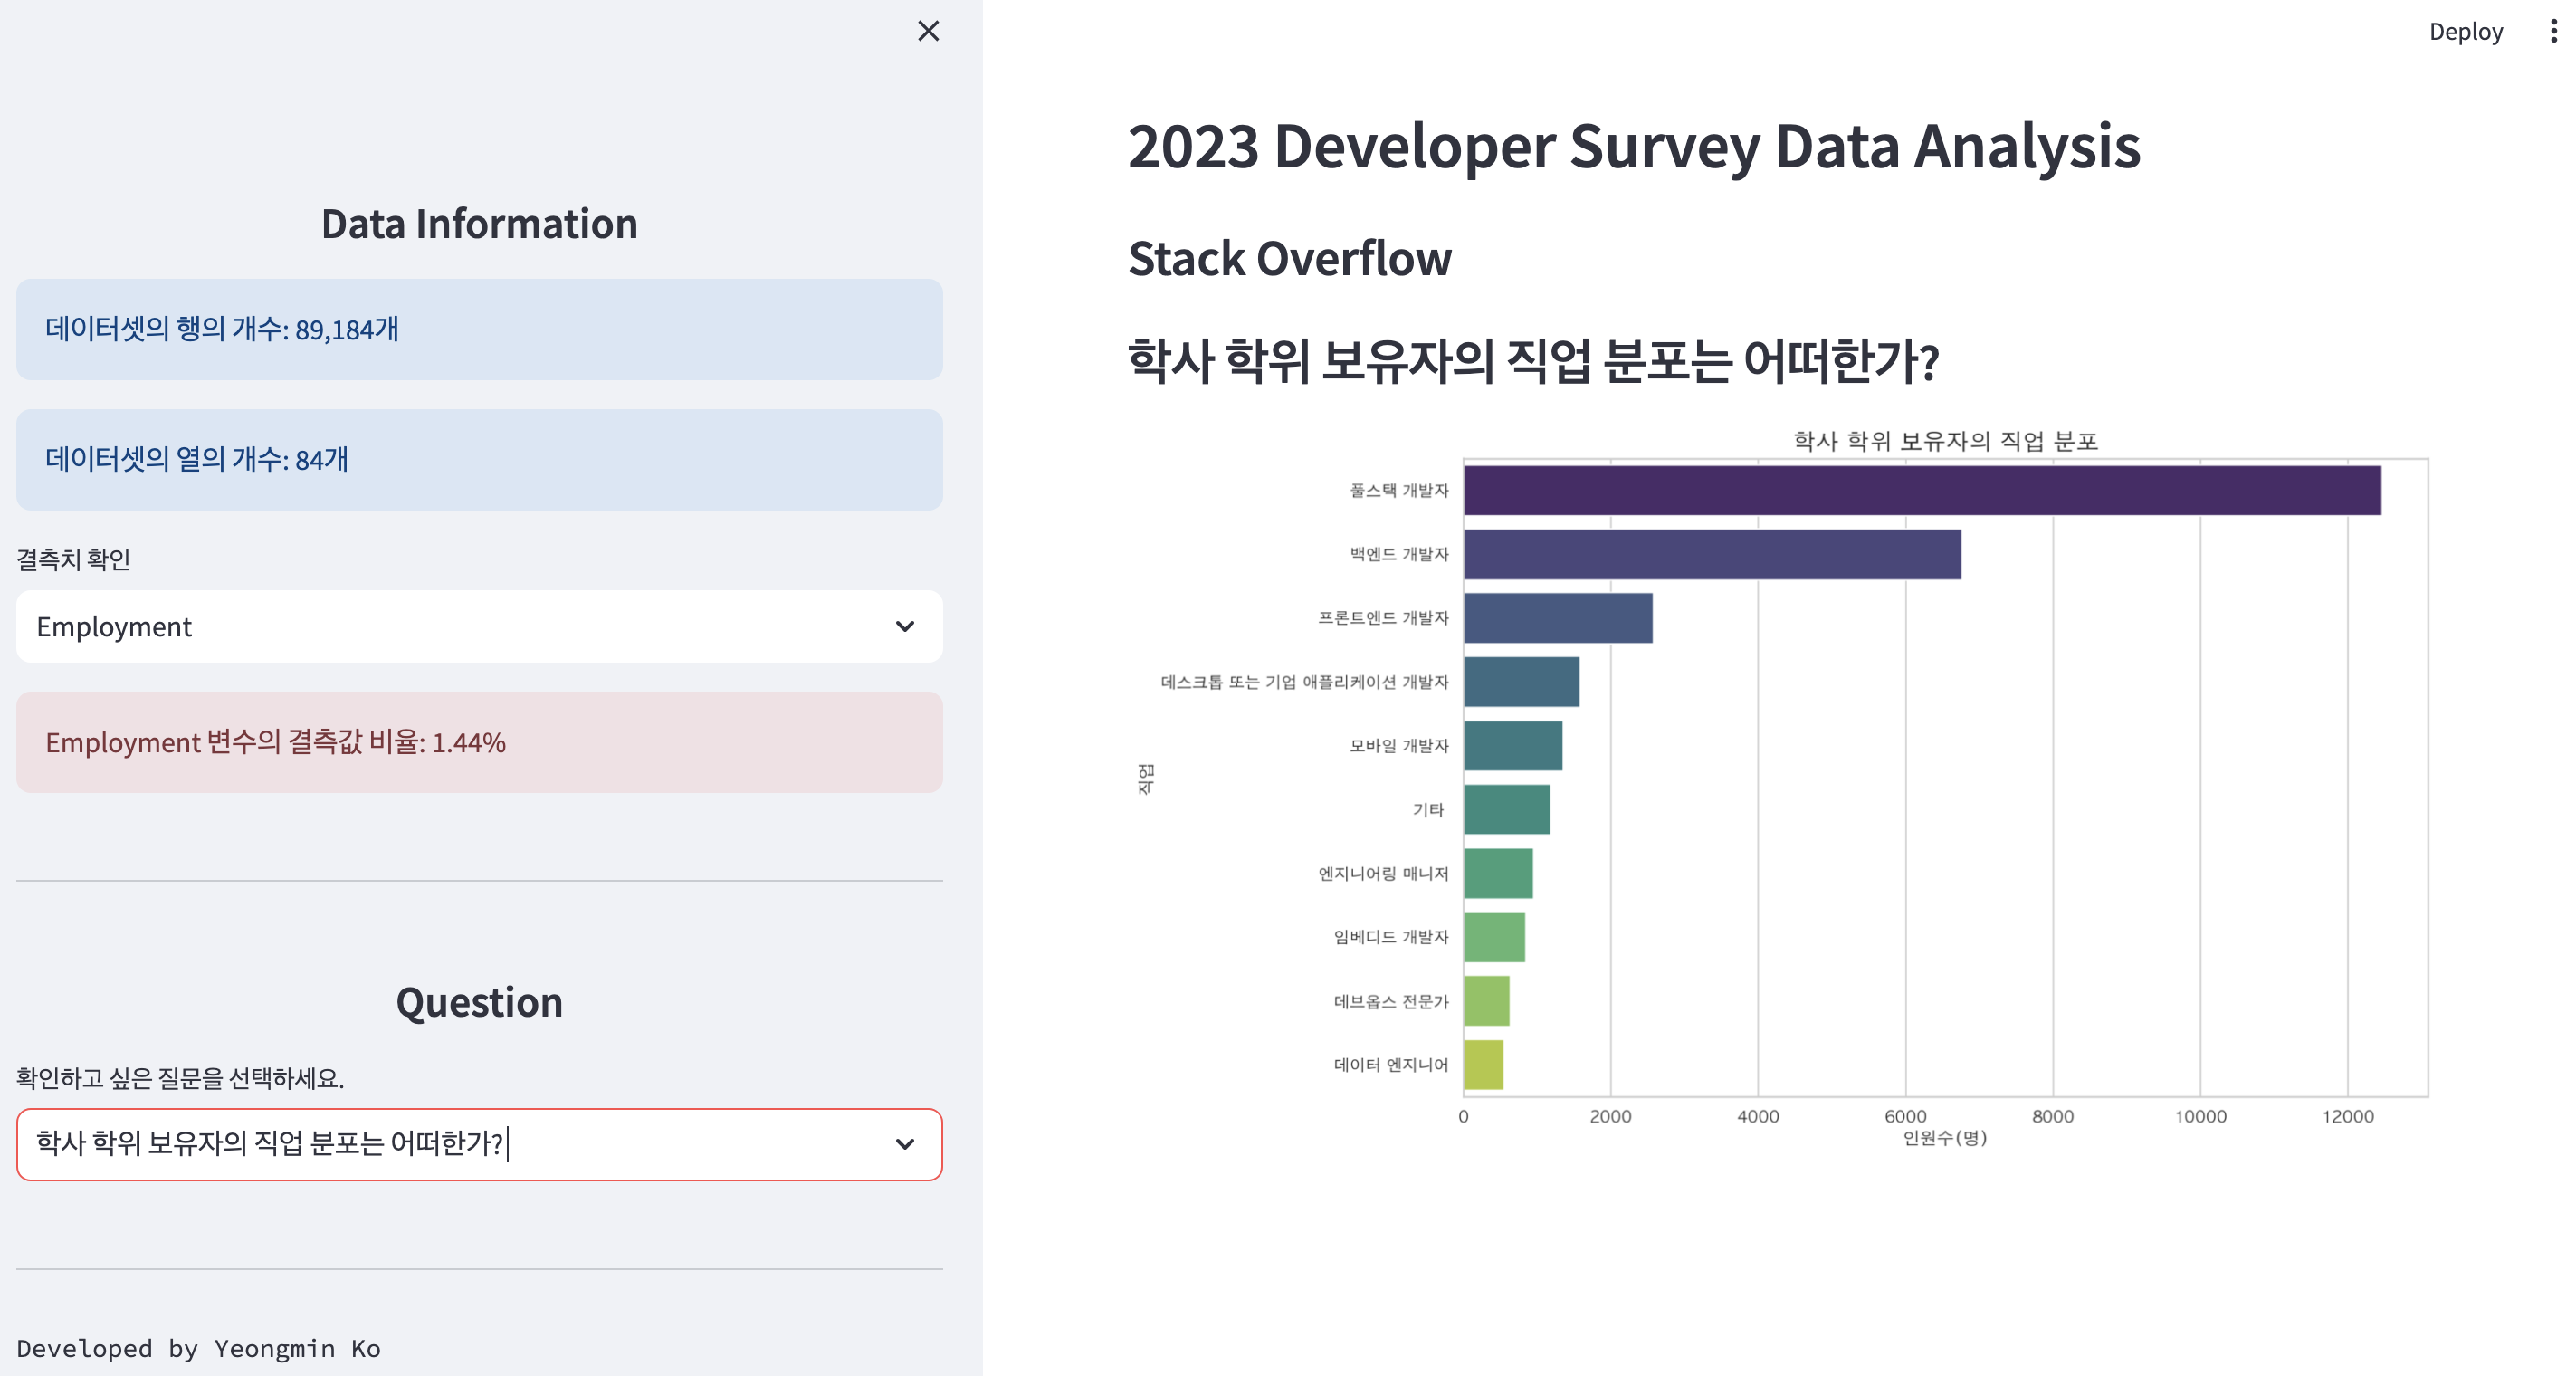 Data Information
데이터셋의 행의 개수: 89,184개
데이터셋의 열의 개수: 84개
결측치 확인
Employment
Employment 변수의 결측값 비율: 1.44%
Question
확인하고 싶은 질문을 선택하세요.
학사 학위 보유자의 직업 분포는 어떠한가?
Developed by Yeongmin Ko
Deploy
2023 Developer Survey Data Analysis
Stack Overflow
학사 학위 보유자의 직업 분포는 어떠한가?
학사 학위 보유자의 직업 분포
직업
풀스택 개발자
백엔드 개발자
프론트엔드 개발자
데스크톱 또는 기업 애플리케이션 개발자
모바일 개발자
기타
엔지니어링 매니저
임베디드 개발자
데브옵스 전문가
데이터 엔지니어
0 2000 4000 6000 8000 10000 12000
인원수(명)